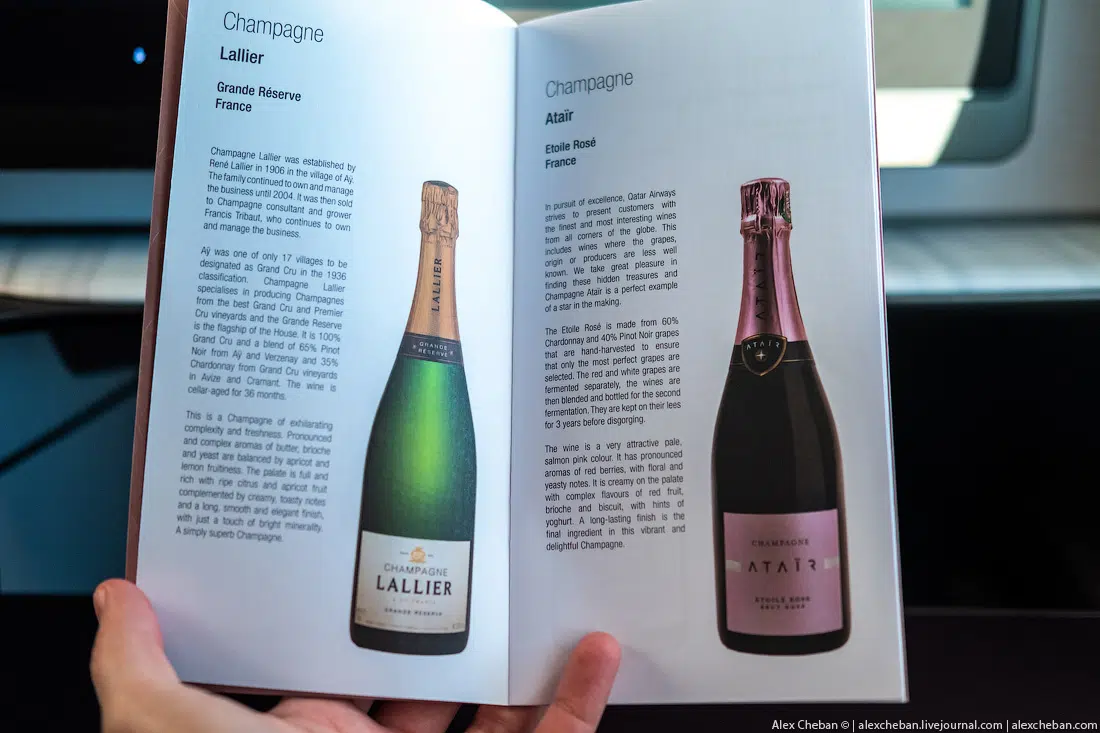 Champagne
Lallier
Grande Réserve
France
Champagne Lallier was established by
René Lallier in 1906 in the village of Aÿ.
The family continued to own and manage
the business until 2004. It was then sold
to Champagne consultant and grower
Francis Tribaut, who continues to own
and manage the business.
Aÿ was one of only 17 villages to be
designated as Grand Cru in the 1936
classification. Champagne Lallier
specialises in producing Champagnes
from the best Grand Cru and Premier
Cru vineyards and the Grande Reserve
is the flagship of the House. It is 100%
Grand Cru and a blend of 65% Pinot
Noir from Aÿ and Verzenay and 35%
Chardonnay from Grand Cru vineyards
in Avize and Cramant. The wine is
cellar-aged for 36 months.
This is a Champagne of exhilarating
complexity and freshness. Pronounced
and complex aromas of butter, brioche
and yeast are balanced by apricot and
lemon fruitiness. The palate is full and
rich with ripe citrus and apricot fruit
complemented by creamy, toasty notes
and a long, smooth and elegant finish,
with just a touch of bright minerality.
A simply superb Champagne.
LALLIER
GRANDE
RÉSERVE
CHAMPAGNE
LALLIER
GRANDE RÉSERVE
Champagne
Ataïr
Etoile Rosé
France
In pursuit of excellence, Qatar Airways
strives to present customers with
the finest and most interesting wines
from all corners of the globe. This
includes wines where the grapes,
origin or producers are less well
known. We take great pleasure in
finding these hidden treasures and
Champagne Ataïr is a perfect example
of a star in the making.
The Etoile Rosé is made from 60%
Chardonnay and 40% Pinot Noir grapes
that are hand-harvested to ensure
that only the most perfect grapes are
selected. The red and white grapes are
fermented separately, the wines are
then blended and bottled for the second
fermentation. They are kept on their lees
for 3 years before disgorging.
The wine is a very attractive pale,
salmon pink colour. It has pronounced
aromas of red berries, with floral and
yeasty notes. It is creamy on the palate
with complex flavours of red fruit,
brioche and biscuit, with hints of
yoghurt. A long-lasting finish is the
final ingredient in this vibrant and
delightful Champagne.
ATAÏR
ATAÏR
CHAMPAGNE
ATAÏR
ETOILE ROSÉ
BRUT ROSÉ
Alex Cheban © | alexcheban.livejournal.com | alexcheban.com